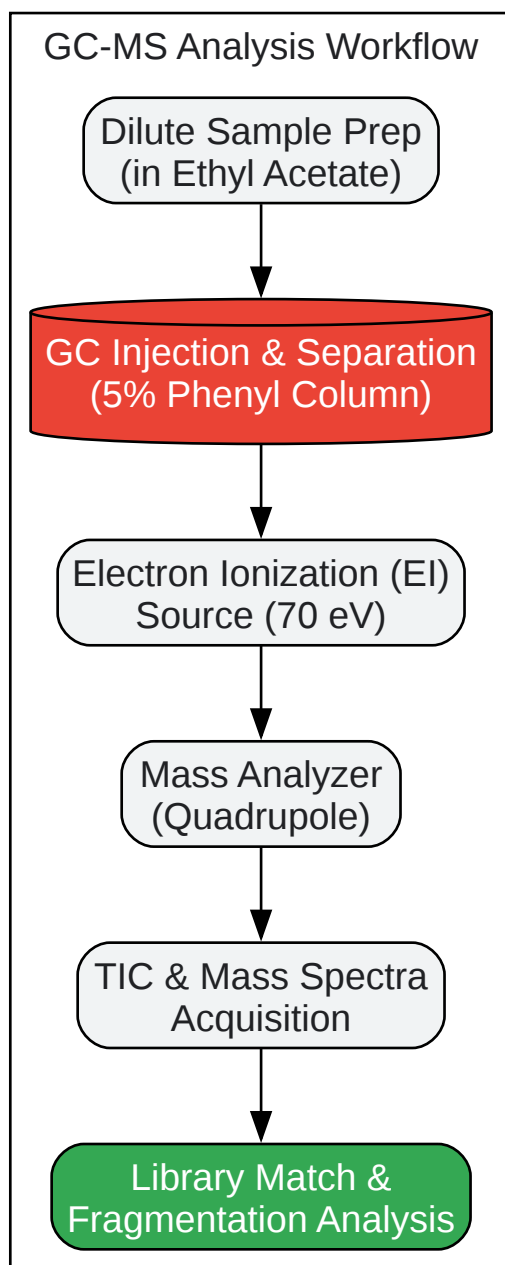 GC-MS Analysis Workflow
Dilute Sample Prep
(in Ethyl Acetate)
GC Injection & Separation
(5% Phenyl Column)
Electron Ionization (EI)
Source (70 eV)
Mass Analyzer
(Quadrupole)
TIC & Mass Spectra
Acquisition
Library Match &
Fragmentation Analysis